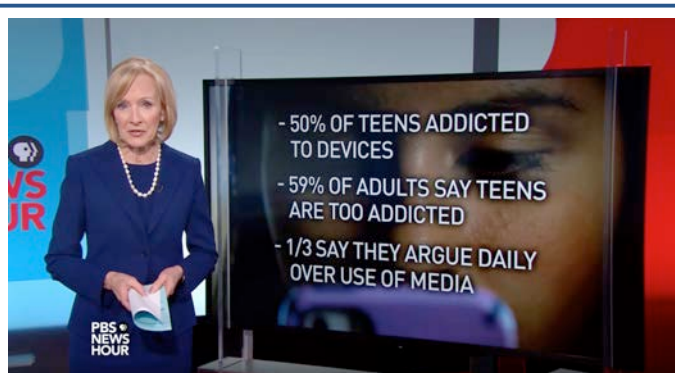 - 50% OF TEENS ADDICTED
TO DEVICES
- 59% OF ADULTS SAY TEENS
ARE TOO ADDICTED
- 1/3 SAY THEY ARGUE DAILY
OVER USE OF MEDIA
WS
UR
PBS
NEWS
HOUR